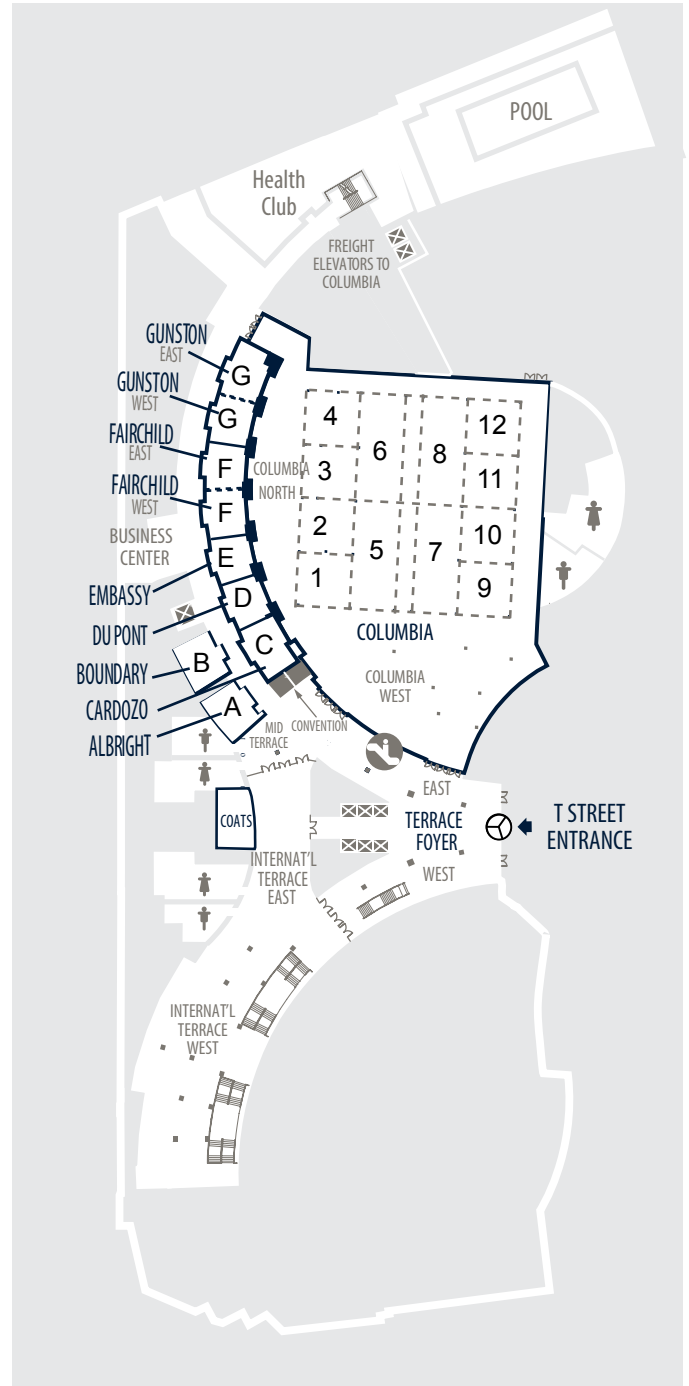 POOL
Health
Club
FREIGHT
ELEVATORS TO
COLUMBIA
GUNSTON
EAST
G
GUNSTON
WEST
G
FAIRCHILD
EAST
F
FAIRCHILD
WEST
F
COLUMBIA
NORTH
4
6
8
12
3
11
2
5
7
10
1
9
BUSINESS
CENTER
E
EMBASSY
D
DU PONT
C
B
BOUNDARY
CARDOZO
A
ALBRIGHT
COLUMBIA
COLUMBIA
WEST
MID
TERRACE
CONVENTION
EAST
COATS
TERRACE
FOYER
T STREET
ENTRANCE
WEST
INTERNAT'L
TERRACE
EAST
INTERNAT'L
TERRACE
WEST